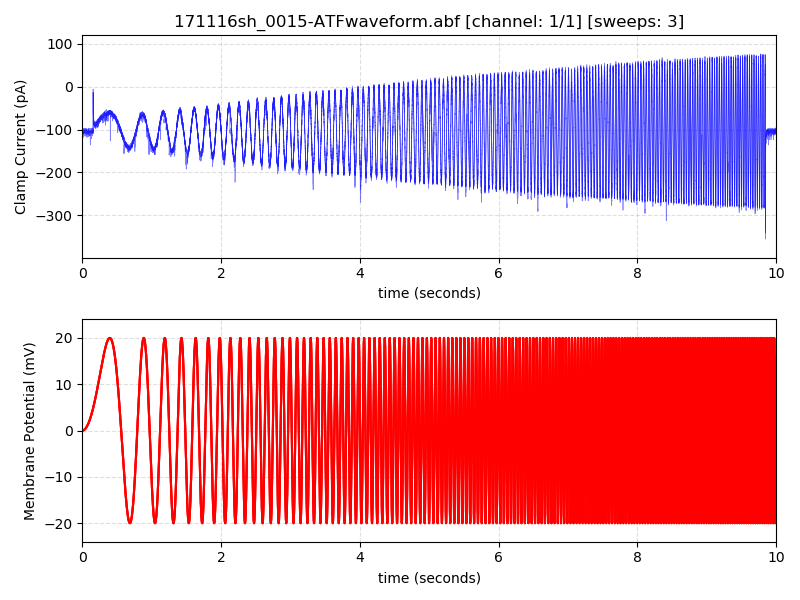 171116sh_0015-ATFwaveform.abf [channel: 1/1] [sweeps: 3]
Clamp Current (pA)
100
0
−100
−200
−300
0 2 4 6 8 10
time (seconds)
Membrane Potential (mV)
20
10
0
−10
−20
0 2 4 6 8 10
time (seconds)